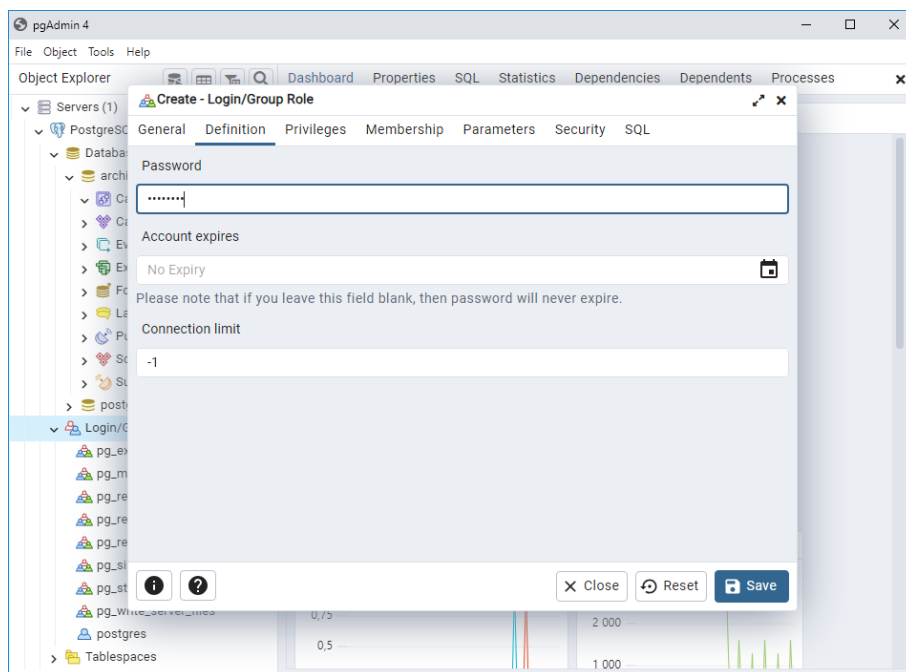 pgAdmin 4
File Object Tools Help
Object Explorer
Dashboard Properties SQL Statistics Dependencies Dependents Processes
Create - Login/Group Role
General Definition Privileges Membership Parameters Security SQL
Servers (1)
Password
••••••••
Account expires
No Expiry
Please note that if you leave this field blank, then password will never expire.
Connection limit
-1
Close Reset Save
pg_write_server_files
postgres
Tablespaces
0,75
0,5
2 000
1 000